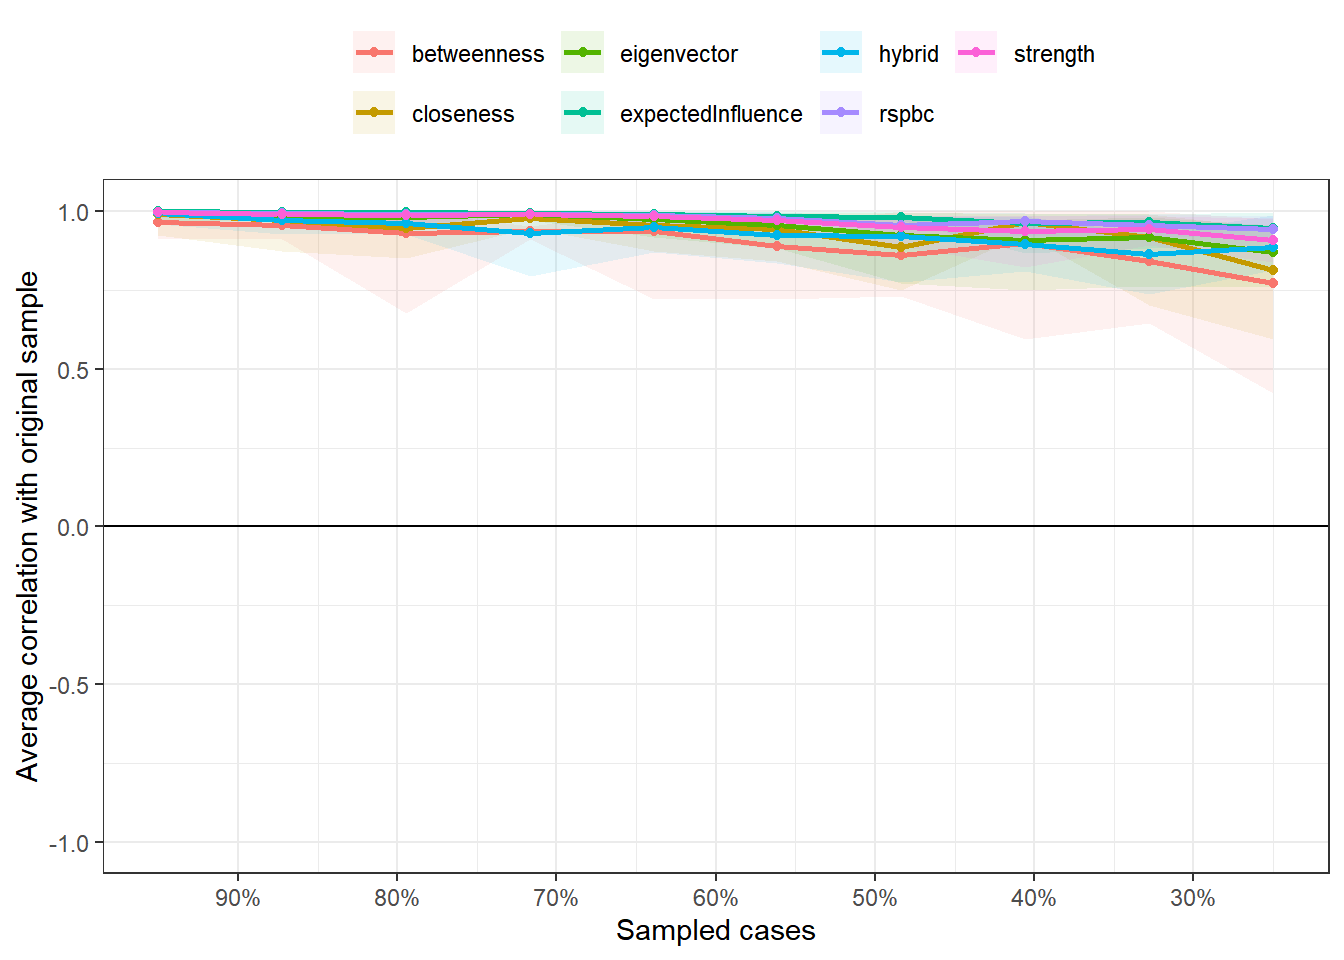 betweenness eigenvector hybrid strength
closeness expectedInfluence rspbc
1.0
0.5
0.0
-0.5
-1.0
Average correlation with original sample
90% 80% 70% 60% 50% 40% 30%
Sampled cases